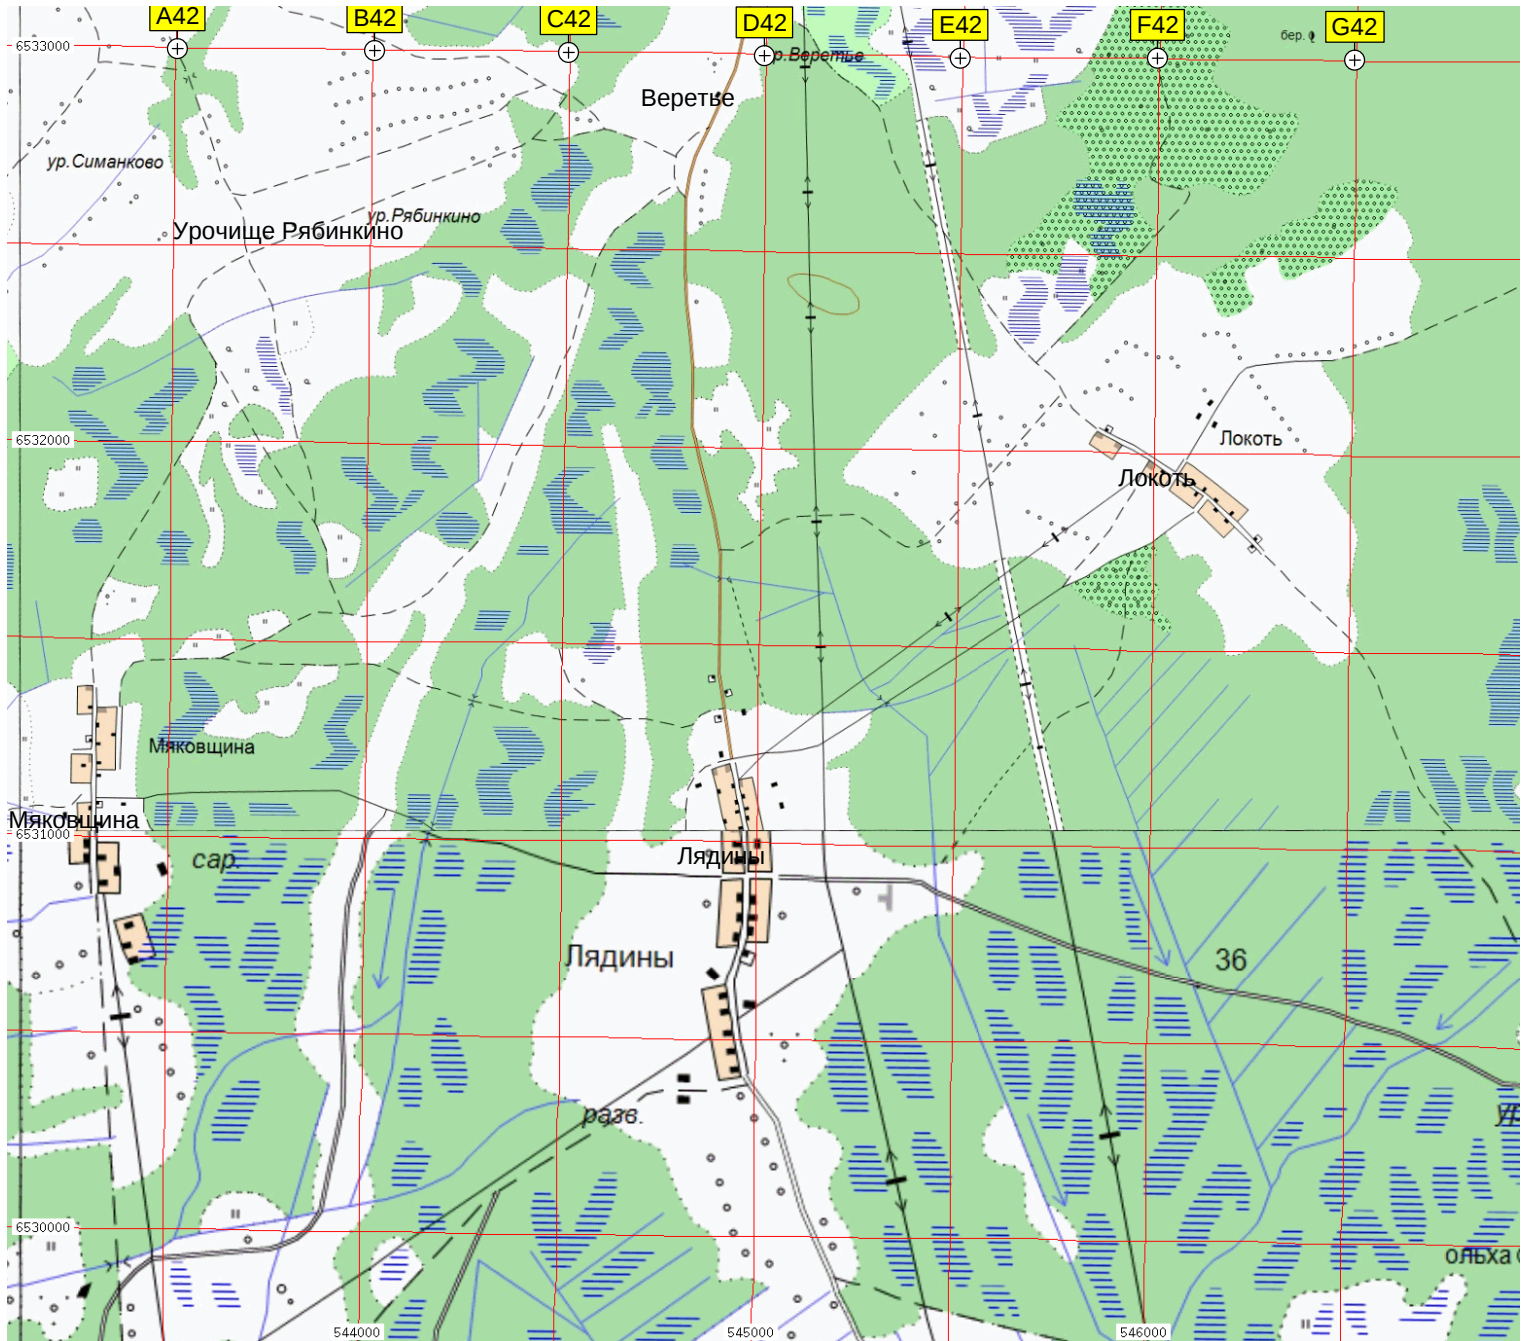 A42
B42
C42
D42
E42
F42
G42
6533000
бер.
р.Веретье
Веретье
ур.Симанково
ур.Рябинкино
Урочище Рябинкино
6532000
Локоть
Локоть
Мяковщина
Мяковщина
6531000
сар.
Лядины
Лядины
36
разв.
ур
6530000
ольха
544000
545000
546000